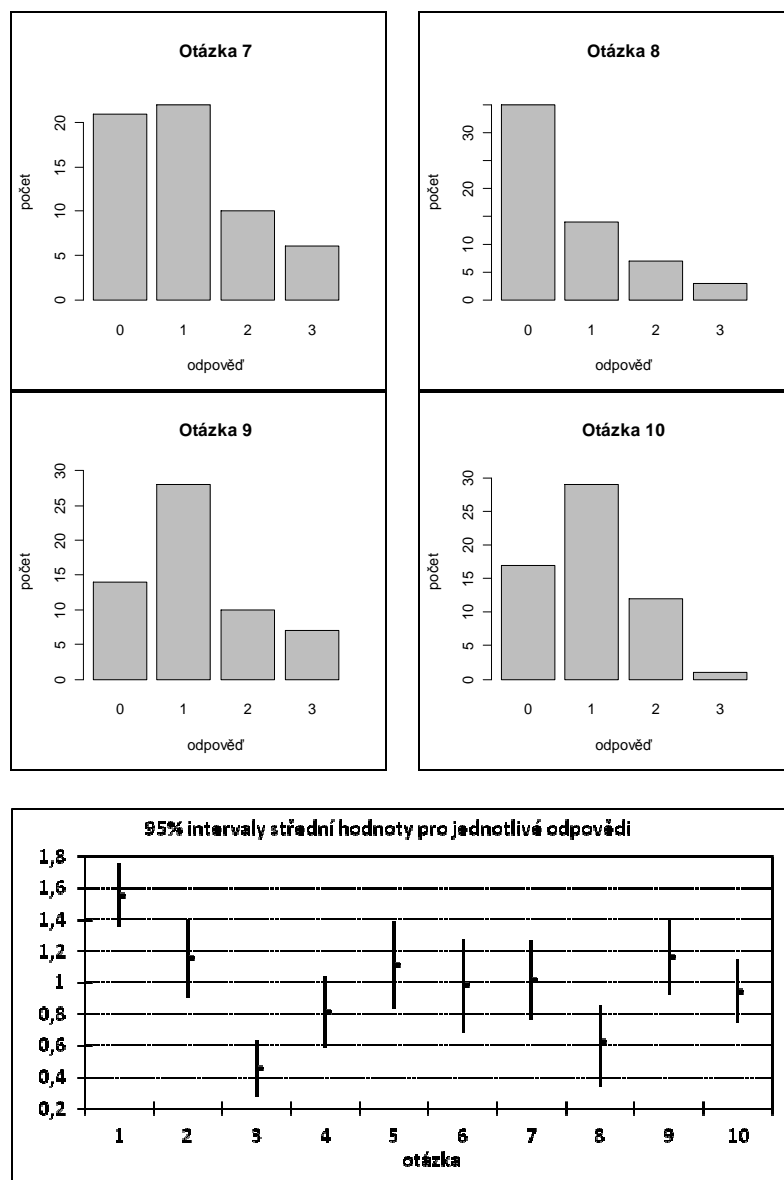 Otázka 7
20
15
10
5
0
počet
0 1 2 3
odpověď
Otázka 8
30
20
10
5
0
počet
0 1 2 3
odpověď
Otázka 9
30
25
20
15
10
5
0
počet
0 1 2 3
odpověď
Otázka 10
30
25
20
15
10
5
0
počet
0 1 2 3
odpověď
95% intervaly střední hodnoty pro jednotlivé odpovědi
1,8
1,6
1,4
1,2
1
0,8
0,6
0,4
0,2
1 2 3 4 5 6 7 8 9 10
otázka